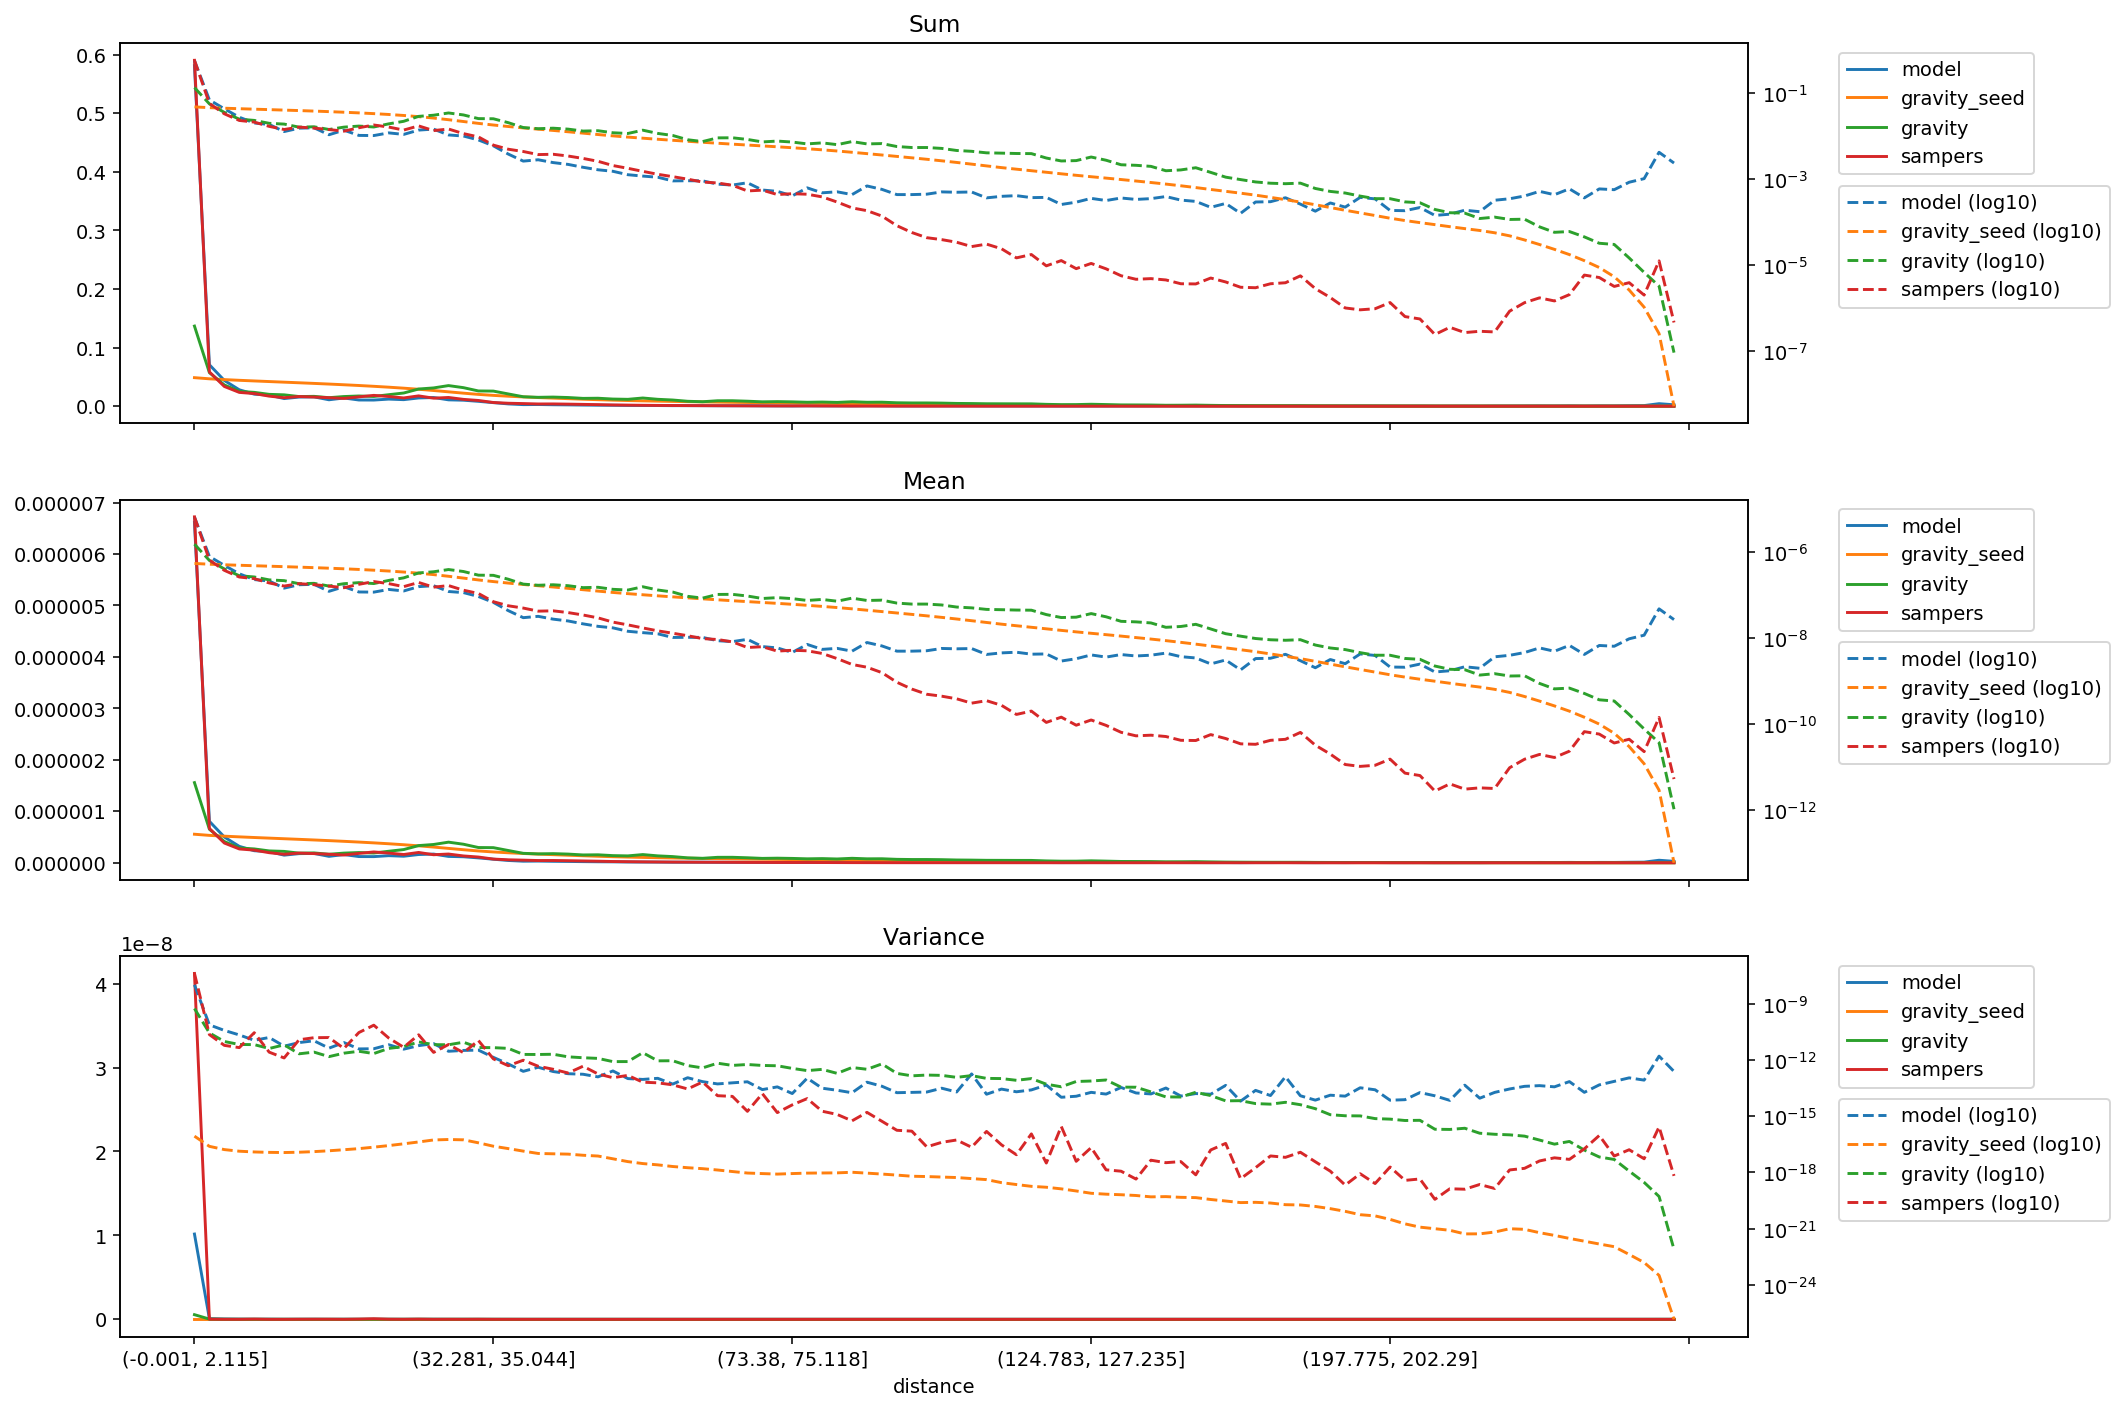 Sum
0.6
0.5
0.4
0.3
0.2
0.1
0.0
10⁻¹
10⁻³
10⁻⁵
10⁻⁷
model
gravity_seed
gravity
sampers
model (log10)
gravity_seed (log10)
gravity (log10)
sampers (log10)
Mean
0.000007
0.000006
0.000005
0.000004
0.000003
0.000002
0.000001
0.000000
10⁻⁶
10⁻⁸
10⁻¹⁰
10⁻¹²
model
gravity_seed
gravity
sampers
model (log10)
gravity_seed (log10)
gravity (log10)
sampers (log10)
Variance
1e−8
4
3
2
1
0
10⁻⁹
10⁻¹²
10⁻¹⁵
10⁻¹⁸
10⁻²¹
10⁻²⁴
model
gravity_seed
gravity
sampers
model (log10)
gravity_seed (log10)
gravity (log10)
sampers (log10)
(-0.001, 2.115]
(32.281, 35.044]
(73.38, 75.118]
(124.783, 127.235]
(197.775, 202.29]
distance